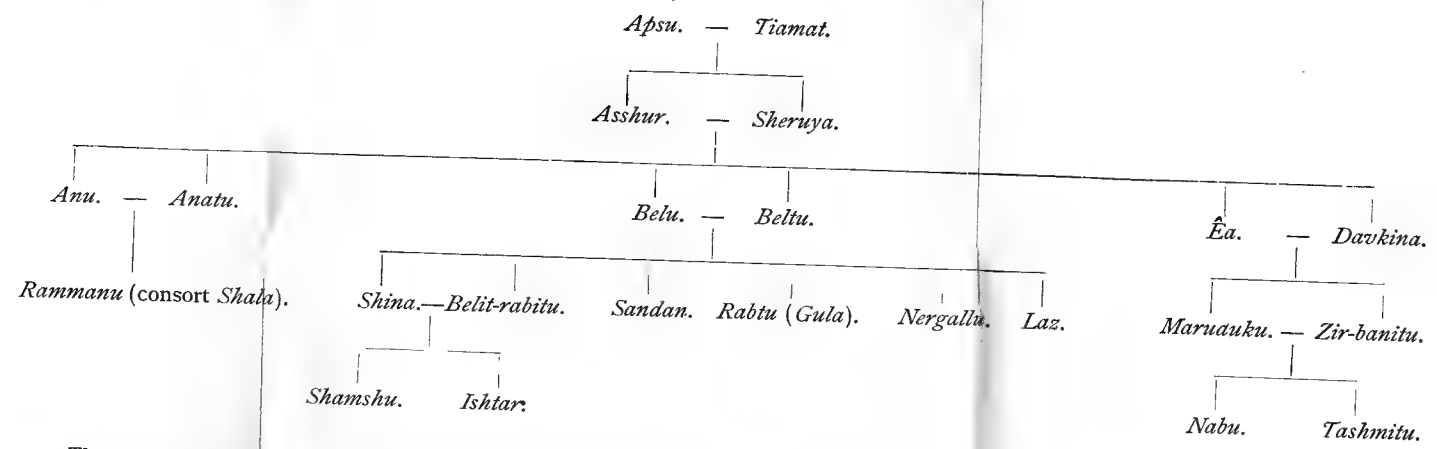 Apsu. — Tiamat.
Asshur. — Sheruya.
Anu. — Anatu.
Belu. — Beltu.
Êa. — Davkina.
Rammanu (consort Shala).
Shina.—Belit-rabitu.
Sandan.
Rabtu (Gula).
Nergallu.
Laz.
Maruauku. — Zir-banitu.
Shamshu.
Ishtar.
Nabu.
Tashmitu.